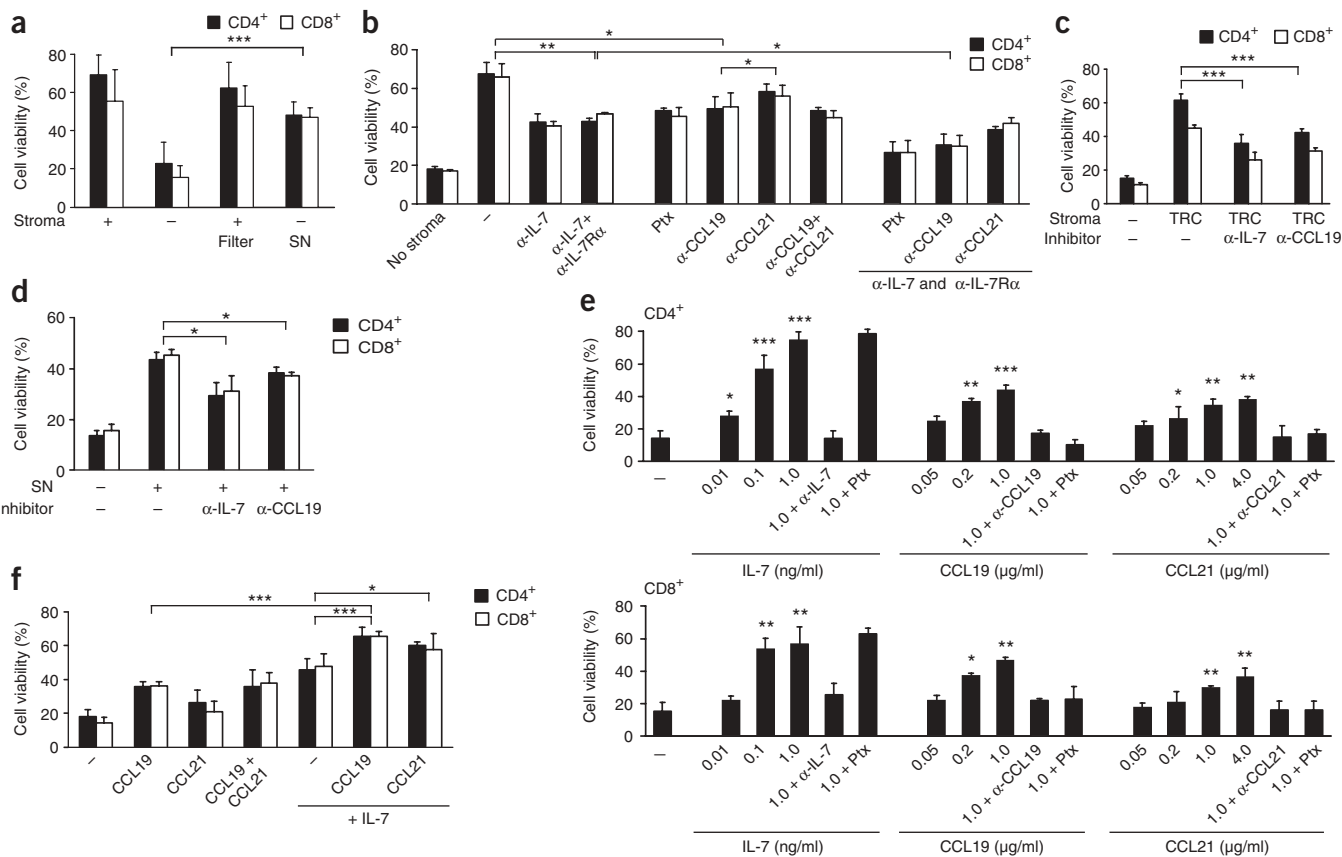 a
CD4+ CD8+
***
Cell viability (%)
80
60
40
20
0
Stroma + – + –
Filter SN
b
CD4+
CD8+
*
**
*
*
Cell viability (%)
80
60
40
20
0
No stroma
–
α-IL-7
α-IL-7+
α-IL-7Rα
Ptx
α-CCL19
α-CCL21
α-CCL19+
α-CCL21
Ptx
α-CCL19
α-CCL21
α-IL-7 and α-IL-7Rα
c
CD4+ CD8+
***
***
Cell viability (%)
80
60
40
20
0
Stroma – TRC TRC TRC
Inhibitor – – α-IL-7 α-CCL19
d
CD4+
CD8+
*
*
Cell viability (%)
60
40
20
0
SN – + + +
nhibitor – – α-IL-7 α-CCL19
e
CD4+
Cell viability (%)
80
60
40
20
0
* *** ***
** ***
* ** **
–
0.01
0.1
1.0
1.0 + α-IL-7
1.0 + Ptx
0.05
0.2
1.0
1.0 + α-CCL19
1.0 + Ptx
0.05
0.2
1.0
4.0
1.0 + α-CCL21
1.0 + Ptx
IL-7 (ng/ml) CCL19 (µg/ml) CCL21 (µg/ml)
CD8+
Cell viability (%)
80
60
40
20
0
** **
* **
** **
–
0.01
0.1
1.0
1.0 + α-IL-7
1.0 + Ptx
0.05
0.2
1.0
1.0 + α-CCL19
1.0 + Ptx
0.05
0.2
1.0
4.0
1.0 + α-CCL21
1.0 + Ptx
IL-7 (ng/ml) CCL19 (µg/ml) CCL21 (µg/ml)
f
CD4+
CD8+
***
*
***
Cell viability (%)
80
60
40
20
0
–
CCL19
CCL21
CCL19 +
CCL21
–
CCL19
CCL21
+ IL-7